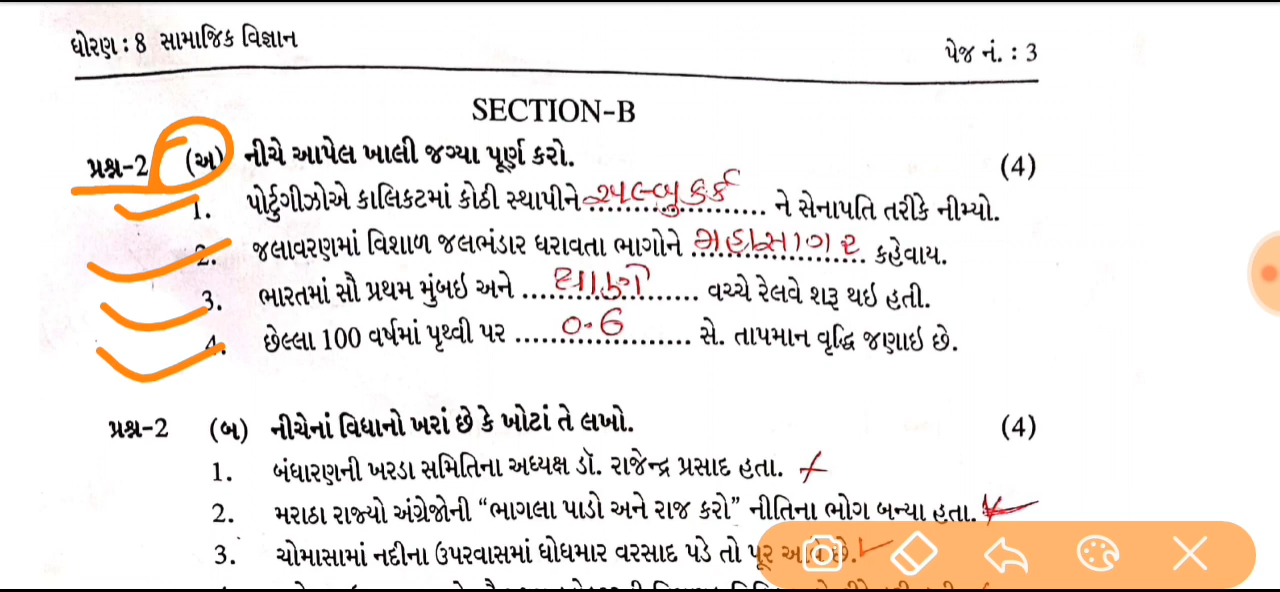 ધોરણ : 8 સામાજિક વિજ્ઞાન
પેજ નં. : 3
SECTION-B
પ્રશ્ન-2 (અ) નીચે આપેલ ખાલી જગ્યા પૂર્ણ કરો. (4)
1. પોર્ટુગીઝોએ કાલિકટમાં કોઠી સ્થાપીને અલ્બુકર્ક ને સેનાપતિ તરીકે નીમ્યો.
2. જલાવરણમાં વિશાળ જલભંડાર ધરાવતા ભાગોને મહાસાગર કહેવાય.
3. ભારતમાં સૌ પ્રથમ મુંબઇ અને થાણે વચ્ચે રેલવે શરૂ થઇ હતી.
4. છેલ્લા 100 વર્ષમાં પૃથ્વી પર 0.6 સે. તાપમાન વૃદ્ધિ જણાઇ છે.
પ્રશ્ન-2 (બ) નીચેનાં વિધાનો ખરાં છે કે ખોટાં તે લખો. (4)
1. બંધારણની ખરડા સમિતિના અધ્યક્ષ ડૉ. રાજેન્દ્ર પ્રસાદ હતા.
2. મરાઠા રાજ્યો અંગ્રેજોની “ભાગલા પાડો અને રાજ કરો” નીતિના ભોગ બન્યા હતા.
3. ચોમાસામાં નદીના ઉપરવાસમાં ધોધમાર વરસાદ પડે તો પૂર છે.